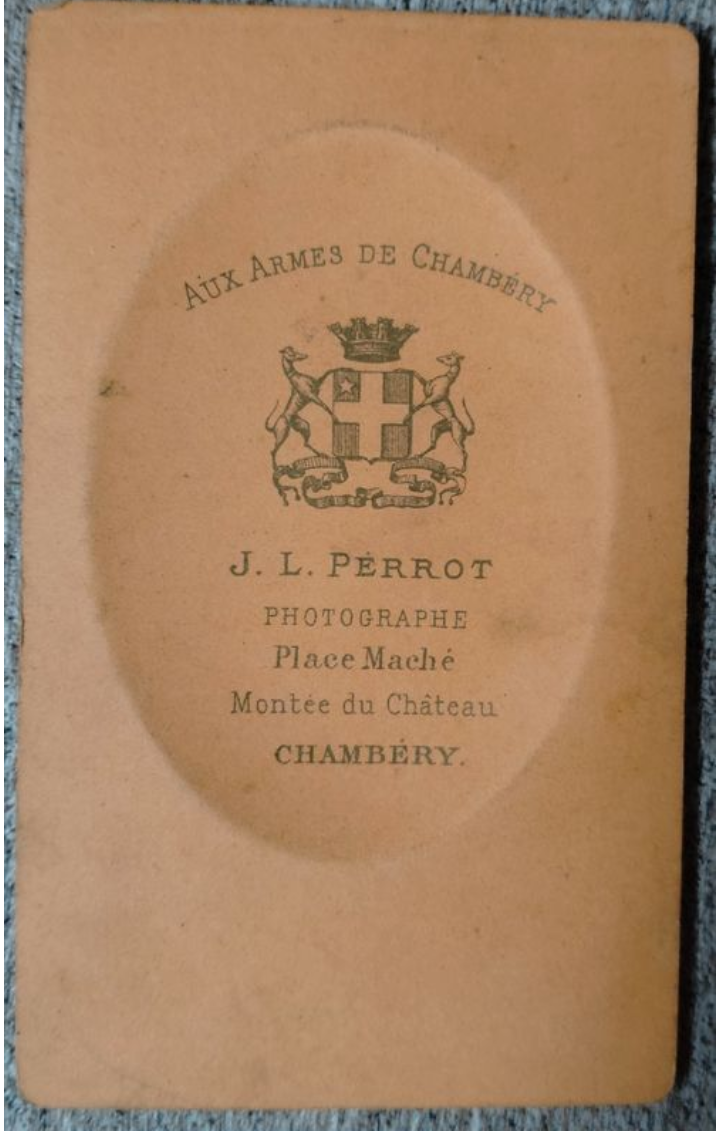 AUX ARMES DE CHAMBÉRY
J. L. PERROT
PHOTOGRAPHE
Place Maché
Montée du Château
CHAMBÉRY.